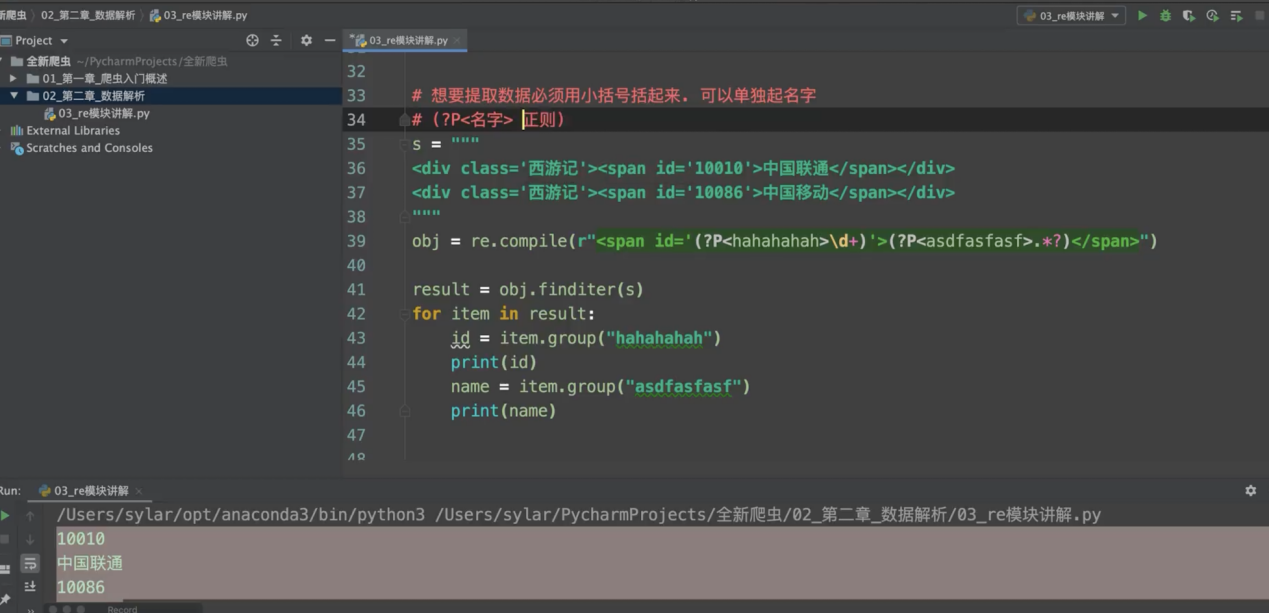 新爬虫 〉 02_第二章_数据解析 〉 03_re模块讲解.py
03_re模块讲解
Project
03_re模块讲解.py ×
全新爬虫 ~/PycharmProjects/全新爬虫
01_第一章_爬虫入门概述
02_第二章_数据解析
03_re模块讲解.py
External Libraries
Scratches and Consoles
32
33 # 想要提取数据必须用小括号括起来. 可以单独起名字
34 # (?P<名字> 正则)
35 s = """
36 <div class='西游记'><span id='10010'>中国联通</span></div>
37 <div class='西游记'><span id='10086'>中国移动</span></div>
38 """
39 obj = re.compile(r"<span id='(?P<hahahahah>\d+)'>(?P<asdfasfasf>.*?)</span>")
40
41 result = obj.finditer(s)
42 for item in result:
43     id = item.group("hahahahah")
44     print(id)
45     name = item.group("asdfasfasf")
46     print(name)
47
48
Run: 03_re模块讲解 ×
/Users/sylar/opt/anaconda3/bin/python3 /Users/sylar/PycharmProjects/全新爬虫/02_第二章_数据解析/03_re模块讲解.py
10010
中国联通
10086
Record